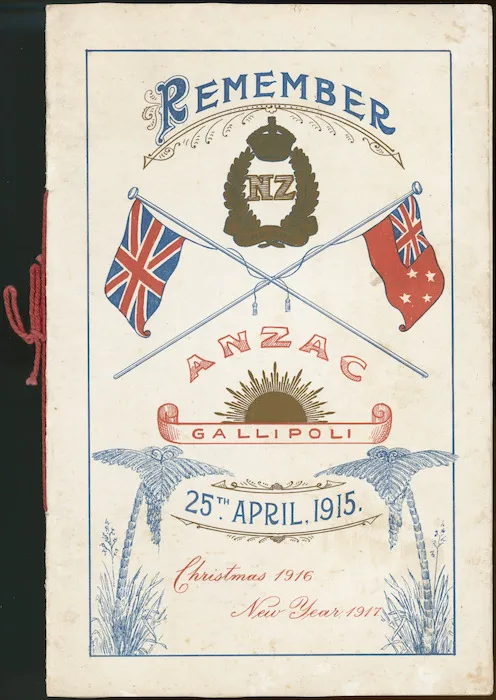 REMEMBER
NZ
ANZAC
GALLIPOLI
25TH APRIL, 1915.
Christmas 1916
New Year 1917